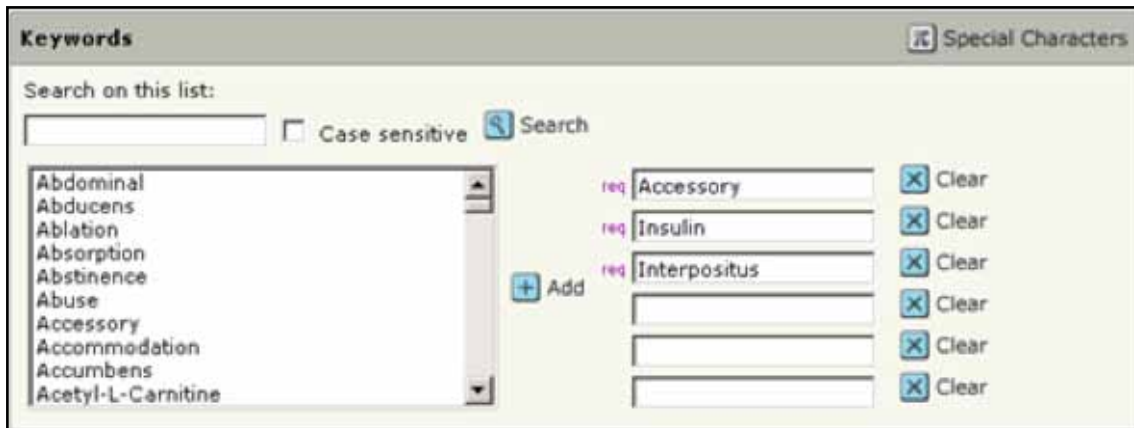 Keywords
Special Characters
Search on this list:
Case sensitive
Search
Abdominal
Abducens
Ablation
Absorption
Abstinence
Abuse
Accessory
Accommodation
Accumbens
Acetyl-L-Carnitine
Add
req Accessory Clear
req Insulin Clear
req Interpositus Clear
Clear
Clear
Clear